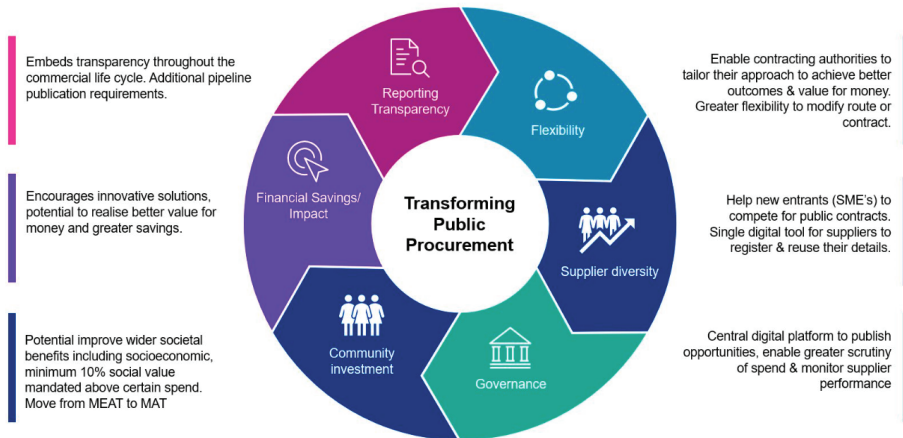 Embeds transparency throughout the
commercial life cycle. Additional pipeline
publication requirements.
Encourages innovative solutions,
potential to realise better value for
money and greater savings.
Potential improve wider societal
benefits including socioeconomic,
minimum 10% social value
mandated above certain spend.
Move from MEAT to MAT
Reporting
Transparency
Flexibility
Financial Savings/
Impact
Transforming
Public
Procurement
Supplier diversity
Community
investment
Governance
Enable contracting authorities to
tailor their approach to achieve better
outcomes & value for money.
Greater flexibility to modify route or
contract.
Help new entrants (SME's) to
compete for public contracts.
Single digital tool for suppliers to
register & reuse their details.
Central digital platform to publish
opportunities, enable greater scrutiny
of spend & monitor supplier
performance